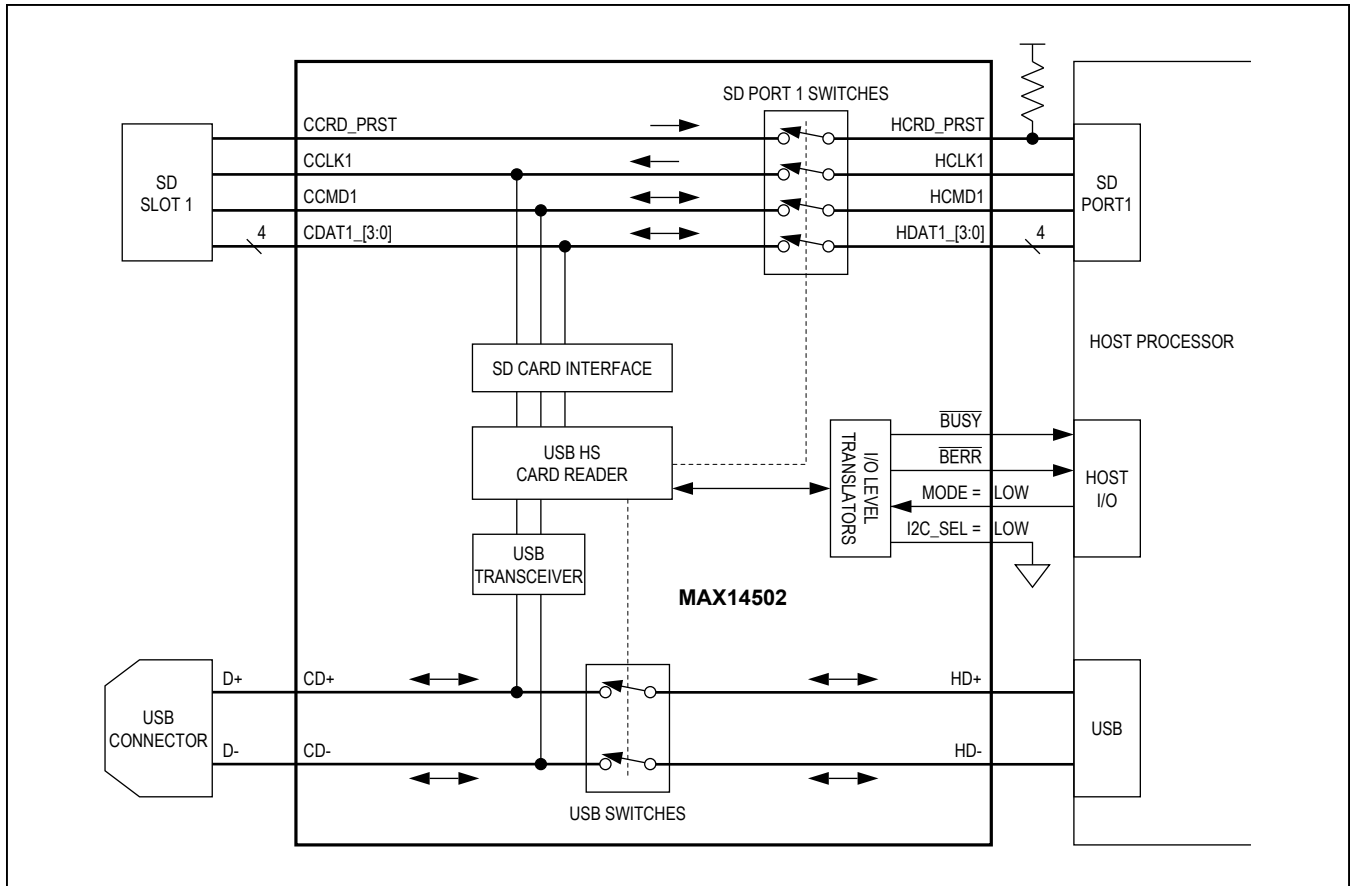 SD PORT 1 SWITCHES
CCRD_PRST
HCRD_PRST
CCLK1
HCLK1
SD
SLOT 1
CCMD1
HCMD1
SD
PORT1
4
CDAT1_[3:0]
HDAT1_[3:0]
4
HOST PROCESSOR
SD CARD INTERFACE
USB HS
CARD READER
I/O LEVEL
TRANSLATORS
BUSY
BERR
MODE = LOW
I2C_SEL = LOW
HOST
I/O
USB
TRANSCEIVER
MAX14502
USB
CONNECTOR
D+
CD+
HD+
D-
CD-
HD-
USB
USB SWITCHES